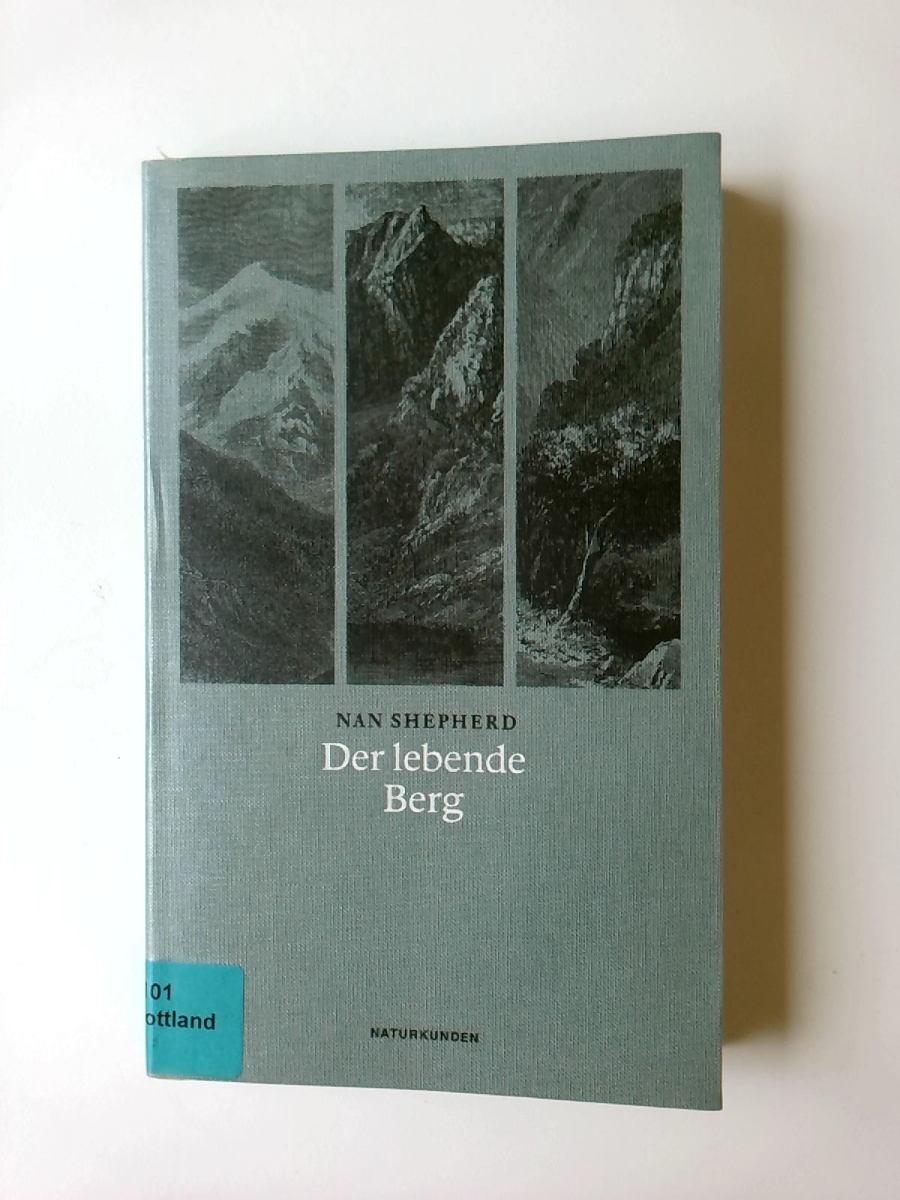 NAN SHEPHERD
Der lebende
Berg
01
ottland
NATURKUNDEN